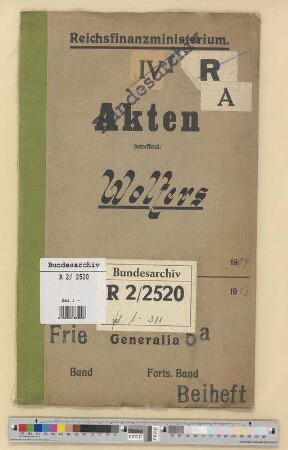 Reichsfinanzministerium.
IV
R
A
Bundesarchiv
Akten
betreffend:
Wolfers
19
19
Bundesarchiv
R 2/ 2520
Bundesarchiv
R 2/2520
Frie Generalia 5a
Band Forts. Band
Beiheft